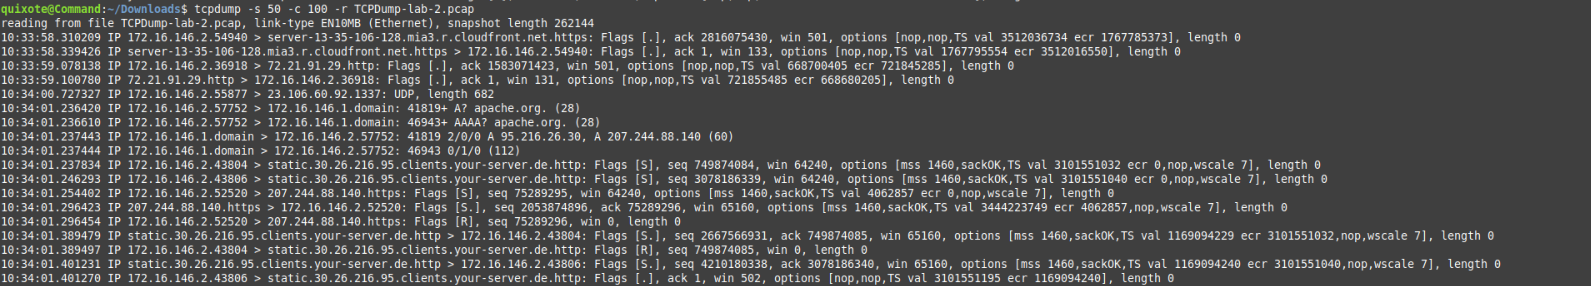 quixote@Command:~/Downloads$ tcpdump -s 50 -c 100 -r TCPDump-lab-2.pcap
reading from file TCPDump-lab-2.pcap, link-type EN10MB (Ethernet), snapshot length 262144
10:33:58.310209 IP 172.16.146.2.54940 > server-13-35-106-128.mia3.r.cloudfront.net.https: Flags [.], ack 2816075430, win 501, options [nop,nop,TS val 3512036734 ecr 1767785373], length 0
10:33:58.339426 IP server-13-35-106-128.mia3.r.cloudfront.net.https > 172.16.146.2.54940: Flags [.], ack 1, win 133, options [nop,nop,TS val 1767795554 ecr 3512016550], length 0
10:33:59.078138 IP 172.16.146.2.36918 > 72.21.91.29.http: Flags [.], ack 1583071423, win 501, options [nop,nop,TS val 668700405 ecr 721845285], length 0
10:33:59.100780 IP 72.21.91.29.http > 172.16.146.2.36918: Flags [.], ack 1, win 131, options [nop,nop,TS val 721855485 ecr 668680205], length 0
10:34:00.727327 IP 172.16.146.2.55877 > 23.106.60.92.1337: UDP, length 682
10:34:01.236420 IP 172.16.146.2.57752 > 172.16.146.1.domain: 41819+ A? apache.org. (28)
10:34:01.236610 IP 172.16.146.2.57752 > 172.16.146.1.domain: 46943+ AAAA? apache.org. (28)
10:34:01.237443 IP 172.16.146.1.domain > 172.16.146.2.57752: 41819 2/0/0 A 95.216.26.30, A 207.244.88.140 (60)
10:34:01.237444 IP 172.16.146.1.domain > 172.16.146.2.57752: 46943 0/1/0 (112)
10:34:01.237834 IP 172.16.146.2.43804 > static.30.26.216.95.clients.your-server.de.http: Flags [S], seq 749874084, win 64240, options [mss 1460,sackOK,TS val 3101551032 ecr 0,nop,wscale 7], length 0
10:34:01.246293 IP 172.16.146.2.43806 > static.30.26.216.95.clients.your-server.de.http: Flags [S], seq 3078186339, win 64240, options [mss 1460,sackOK,TS val 3101551040 ecr 0,nop,wscale 7], length 0
10:34:01.254402 IP 172.16.146.2.52520 > 207.244.88.140.https: Flags [S], seq 75289295, win 64240, options [mss 1460,sackOK,TS val 4062857 ecr 0,nop,wscale 7], length 0
10:34:01.296423 IP 207.244.88.140.https > 172.16.146.2.52520: Flags [S.], seq 2053874896, ack 75289296, win 65160, options [mss 1460,sackOK,TS val 3444223749 ecr 4062857,nop,wscale 7], length 0
10:34:01.296454 IP 172.16.146.2.52520 > 207.244.88.140.https: Flags [R], seq 75289296, win 0, length 0
10:34:01.389479 IP static.30.26.216.95.clients.your-server.de.http > 172.16.146.2.43804: Flags [S.], seq 2667566931, ack 749874085, win 65160, options [mss 1460,sackOK,TS val 1169094229 ecr 3101551032,nop,wscale 7], length 0
10:34:01.389497 IP 172.16.146.2.43804 > static.30.26.216.95.clients.your-server.de.http: Flags [R], seq 749874085, win 0, length 0
10:34:01.401231 IP static.30.26.216.95.clients.your-server.de.http > 172.16.146.2.43806: Flags [S.], seq 4210180338, ack 3078186340, win 65160, options [mss 1460,sackOK,TS val 1169094240 ecr 3101551040,nop,wscale 7], length 0
10:34:01.401270 IP 172.16.146.2.43806 > static.30.26.216.95.clients.your-server.de.http: Flags [.], ack 1, win 502, options [nop,nop,TS val 3101551195 ecr 1169094240], length 0